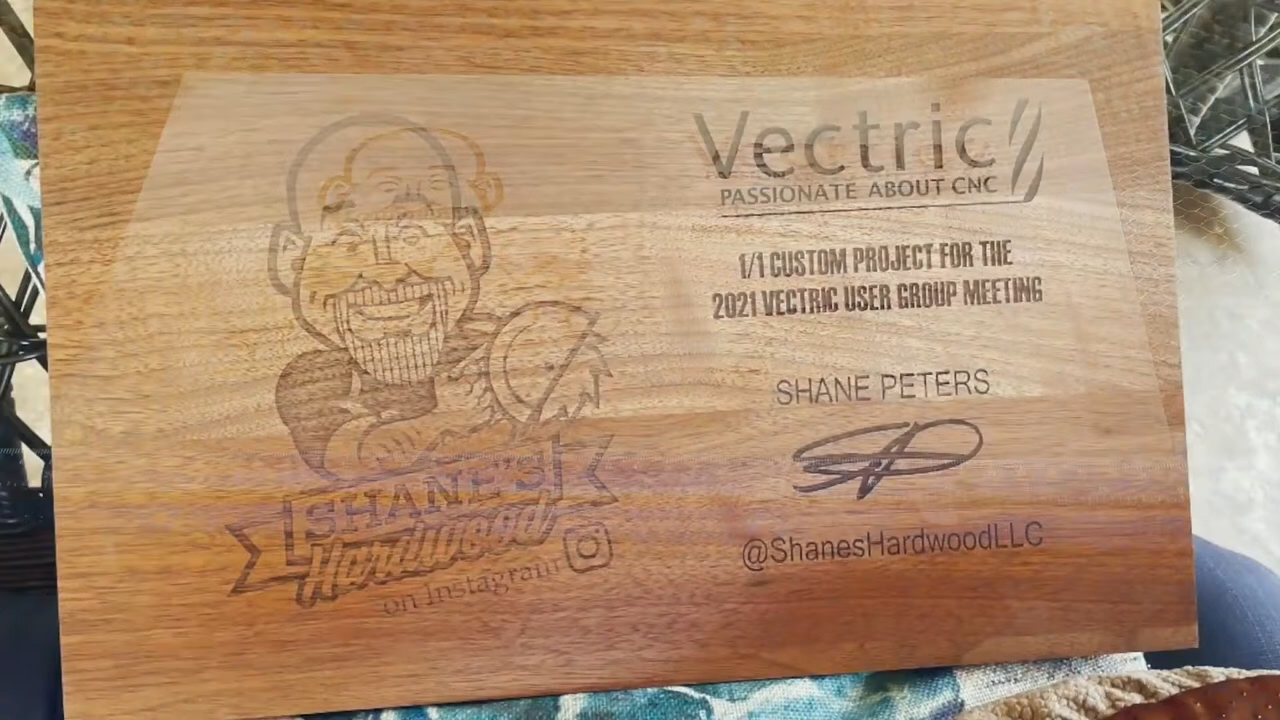 Vectric
PASSIONATE ABOUT CNC
1/1 CUSTOM PROJECT FOR THE
2021 VECTRIC USER GROUP MEETING
SHANE PETERS
@ShanesHardwoodLLC
SHANE'S
Hardwood
on Instagram